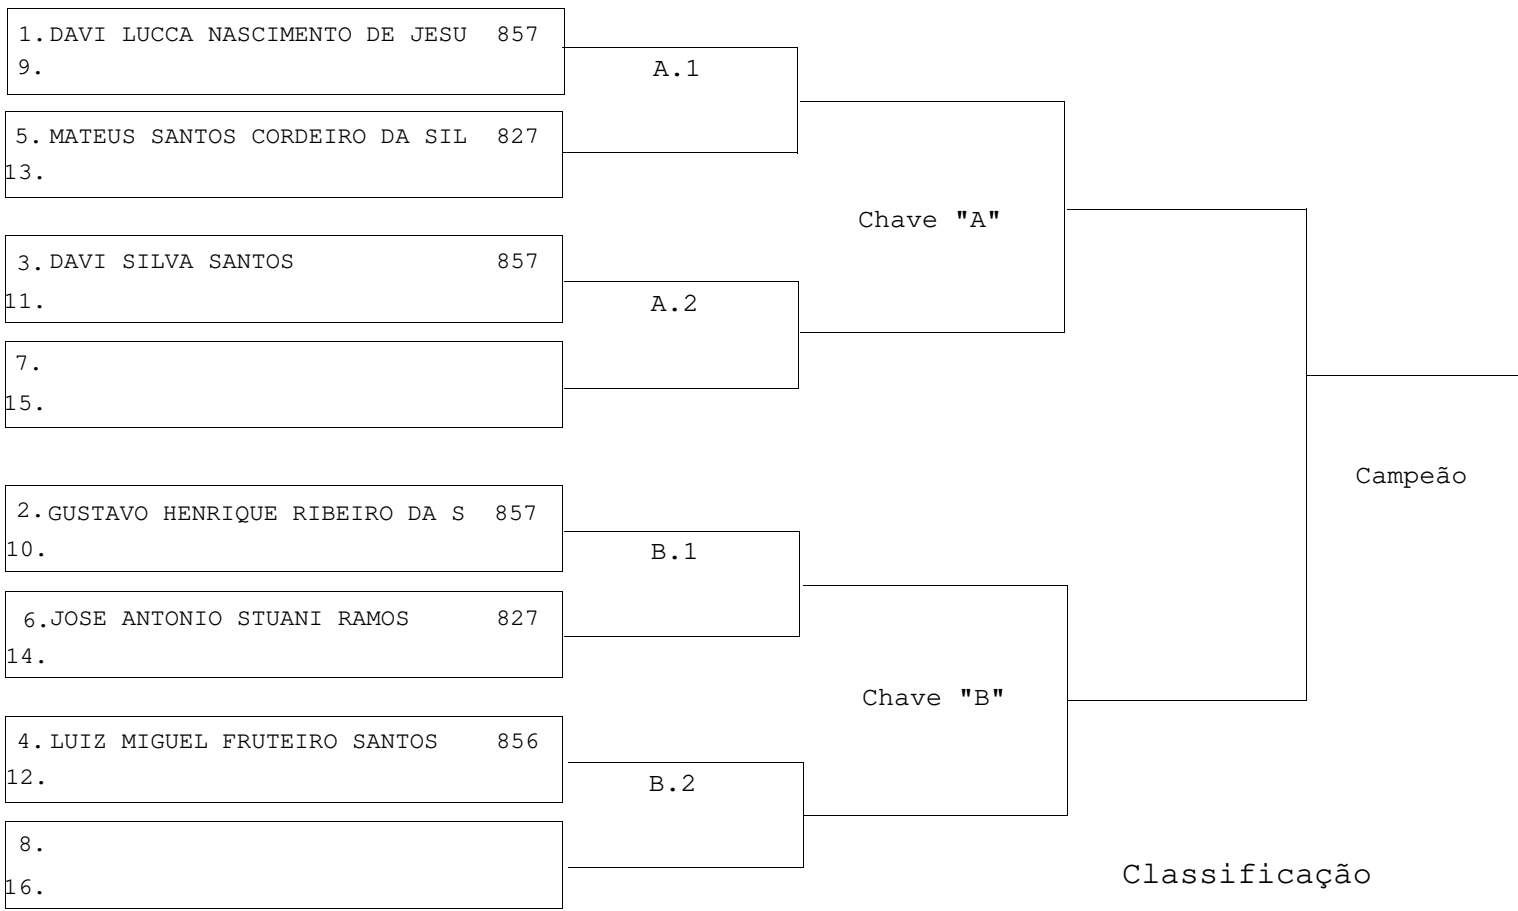 1. DAVI LUCCA NASCIMENTO DE JESU 857
9.
A.1
5. MATEUS SANTOS CORDEIRO DA SIL 827
13.
Chave "A"
3. DAVI SILVA SANTOS 857
11.
A.2
7.
15.
Campeão
2. GUSTAVO HENRIQUE RIBEIRO DA S 857
10.
B.1
6. JOSE ANTONIO STUANI RAMOS 827
14.
Chave "B"
4. LUIZ MIGUEL FRUTEIRO SANTOS 856
12.
B.2
8.
16.
Classificação